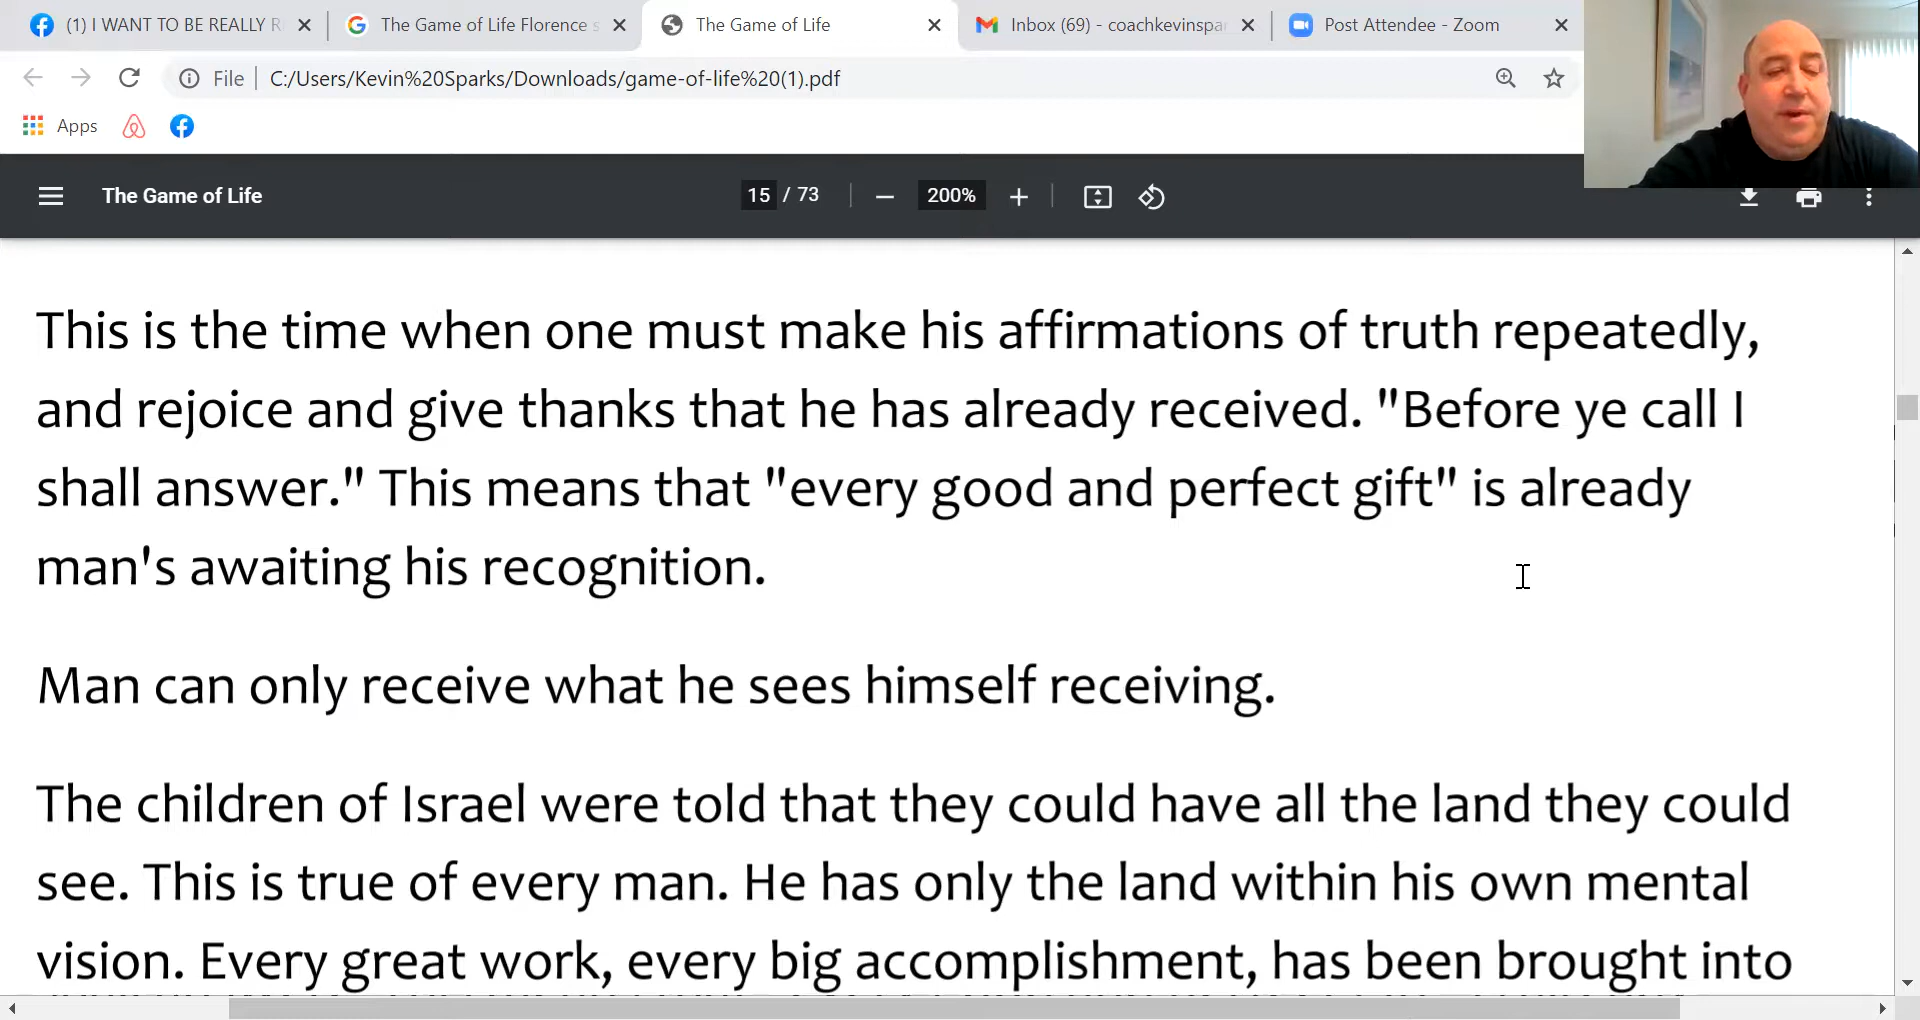 (1) I WANT TO BE REALLY R
The Game of Life Florence s
The Game of Life
Inbox (69) - coachkevinspar
Post Attendee - Zoom
File
C:/Users/Kevin%20Sparks/Downloads/game-of-life%20(1).pdf
Apps
The Game of Life
15 / 73
200%
This is the time when one must make his affirmations of truth repeatedly,
and rejoice and give thanks that he has already received. "Before ye call I
shall answer." This means that "every good and perfect gift" is already
man's awaiting his recognition.
Man can only receive what he sees himself receiving.
The children of Israel were told that they could have all the land they could
see. This is true of every man. He has only the land within his own mental
vision. Every great work, every big accomplishment, has been brought into